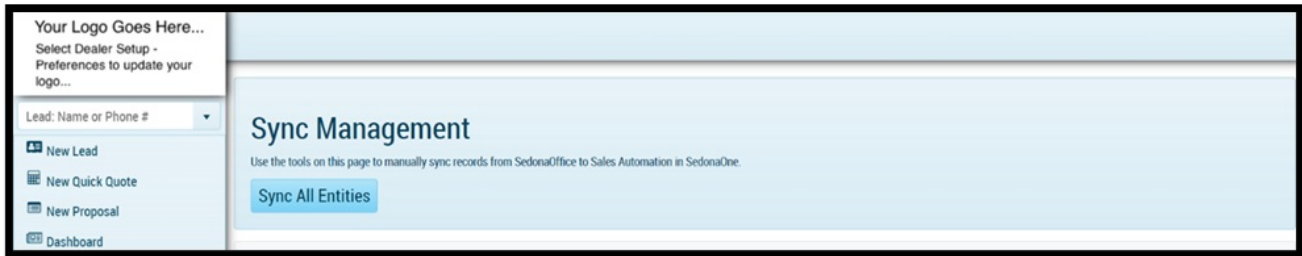 Your Logo Goes Here...
Select Dealer Setup -
Preferences to update your
logo...
Lead: Name or Phone #
New Lead
New Quick Quote
New Proposal
Dashboard
Sync Management
Use the tools on this page to manually sync records from SedonaOffice to Sales Automation in SedonaOne.
Sync All Entities